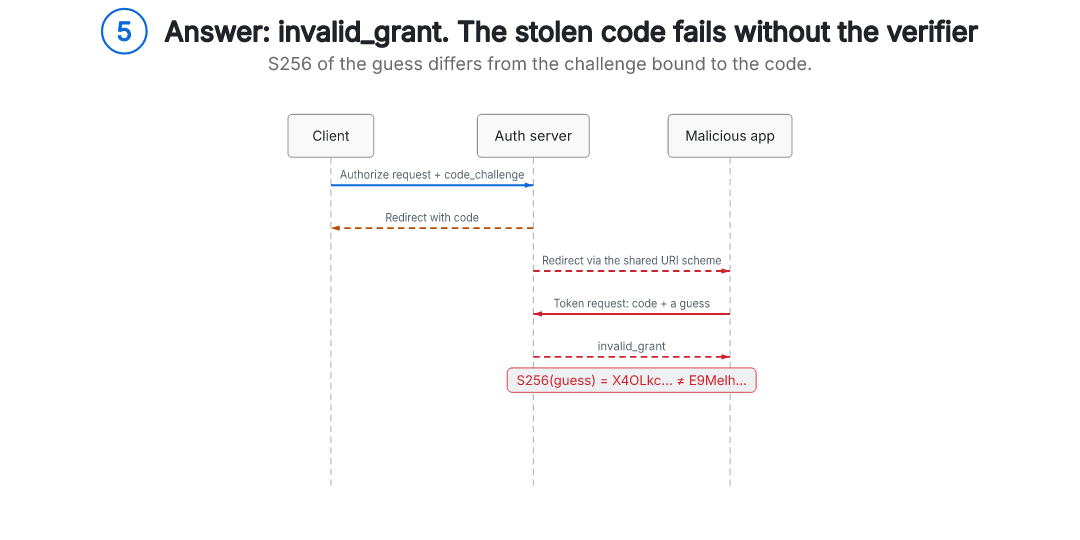 5
Answer: invalid_grant. The stolen code fails without the verifier
S256 of the guess differs from the challenge bound to the code.
Client
Auth server
Malicious app
Authorize request + code_challenge
Redirect with code
Redirect via the shared URI scheme
Token request: code + a guess
invalid_grant
S256(guess) = X4OLkc… ≠ E9Melh…